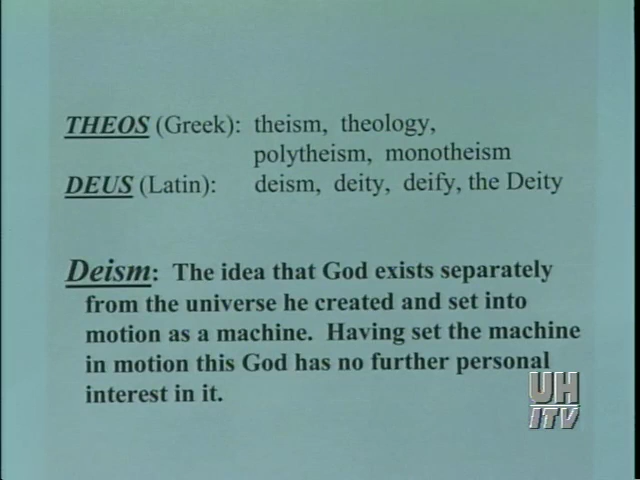 THEOS (Greek): theism, theology,
polytheism, monotheism
DEUS (Latin): deism, deity, deify, the Deity
Deism: The idea that God exists separately
from the universe he created and set into
motion as a machine. Having set the machine
in motion this God has no further personal
interest in it.
UH
ITV